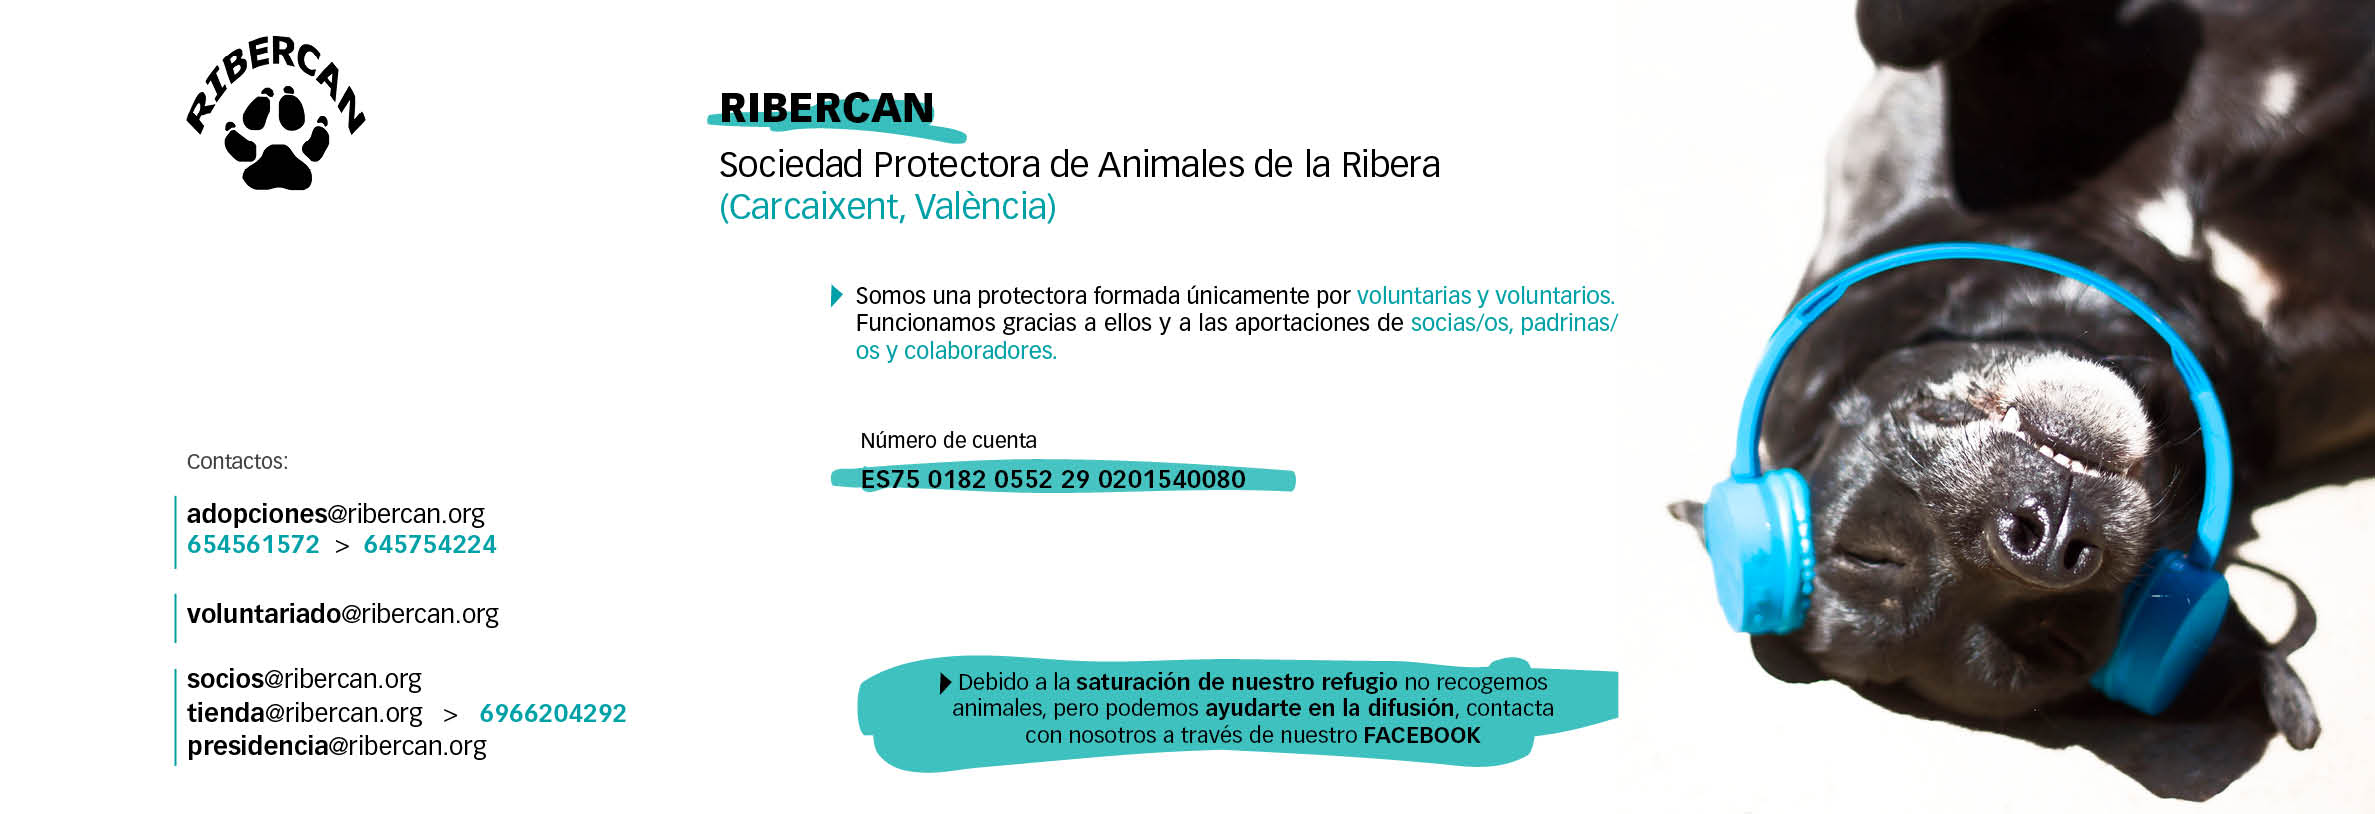 RIBERCAN
Contactos:
adopciones@ribercan.org
654561572 > 645754224
voluntariado@ribercan.org
socios@ribercan.org
tienda@ribercan.org > 6966204292
presidencia@ribercan.org
RIBERCAN
Sociedad Protectora de Animales de la Ribera
(Carcaixent, València)
Somos una protectora formada únicamente por voluntarias y voluntarios.
Funcionamos gracias a ellos y a las aportaciones de socias/os, padrinas/
os y colaboradores.
Número de cuenta
ES75 0182 0552 29 0201540080
Debido a la saturación de nuestro refugio no recogemos
animales, pero podemos ayudarte en la difusión, contacta
con nosotros a través de nuestro FACEBOOK